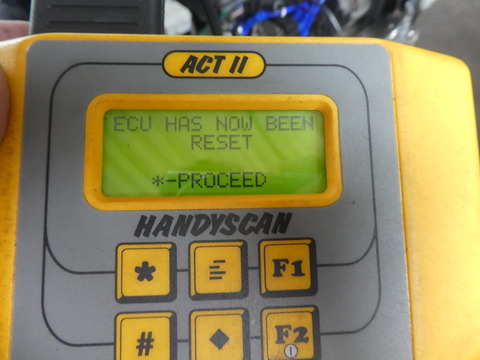 ACT II
ECU HAS NOW BEEN
RESET
*-PROCEED
HANDYSCAN
*
F1
#
F2